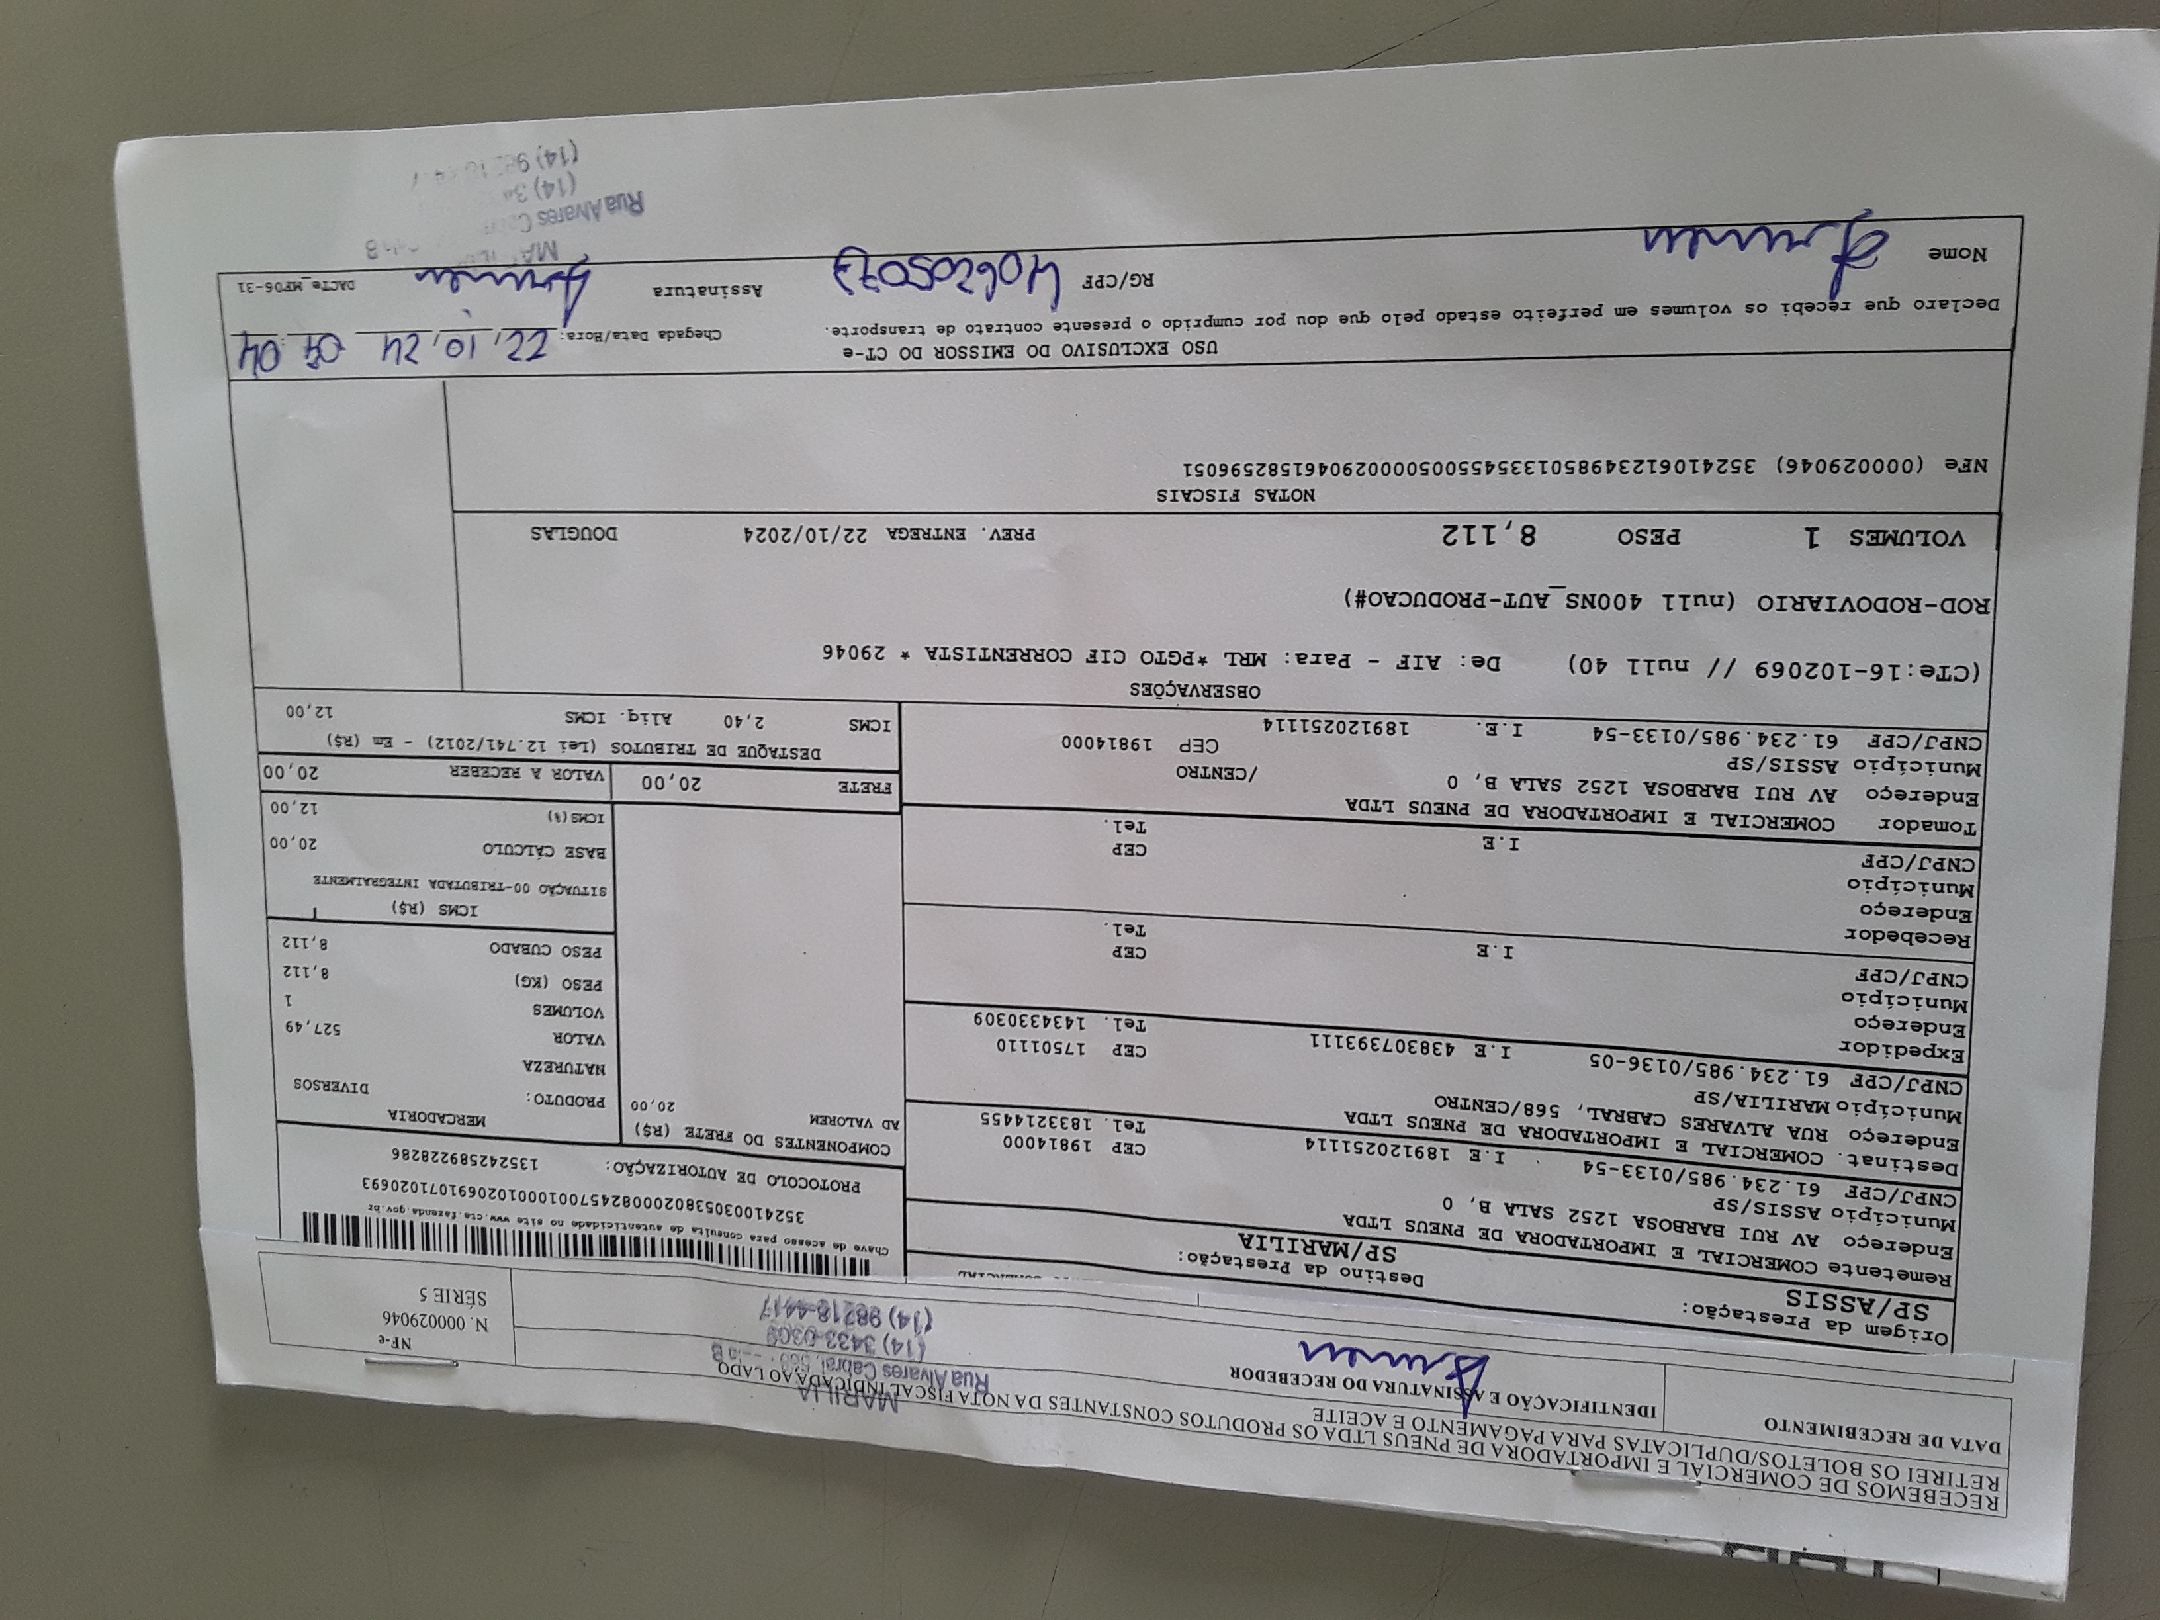 RECEBEMOS DE COMERCIAL E IMPORTADORA DE PNEUS LTDA OS PRODUTOS CONSTANTES DA NOTA FISCAL INDICADA AO LADO
RETIREI OS BOLETOS/DUPLICATAS PARA PAGAMENTO E ACEITE
DATA DE RECEBIMENTO
IDENTIFICAÇÃO E ASSINATURA DO RECEBEDOR
MARILIA
Rua Alvares Cabral, 568
(14) 3433-0309
(14) 98218-4417
NF-e
N. 000029046
SÉRIE 5
Origem da Prestação:
SP/ASSIS
Destino da Prestação:
SP/MARILIA
Remetente COMERCIAL E IMPORTADORA DE PNEUS LTDA
Endereço AV RUI BARBOSA 1252 SALA B, 0
Município ASSIS/SP CEP 19814000
CNPJ/CPF 61.234.985/0133-54 I.E 189120251114 Tel. 1833214455
Destinat. COMERCIAL E IMPORTADORA DE PNEUS LTDA
Endereço RUA ALVARES CABRAL, 568/CENTRO
Município MARILIA/SP CEP 17501110
CNPJ/CPF 61.234.985/0136-05 I.E 438307393111 Tel. 1434330309
Expedidor
Endereço
Município CEP
CNPJ/CPF I.E Tel.
Recebedor
Endereço
Município CEP
CNPJ/CPF I.E Tel.
Tomador COMERCIAL E IMPORTADORA DE PNEUS LTDA
Endereço AV RUI BARBOSA 1252 SALA B, 0 /CENTRO
Município ASSIS/SP CEP 19814000
CNPJ/CPF 61.234.985/0133-54 I.E. 189120251114
Chave de acesso para consulta de autenticidade no site www.cte.fazenda.gov.br
35241003053802000824570010001020691071020693
PROTOCOLO DE AUTORIZAÇÃO: 135242589228286
COMPONENTES DO FRETE (R$)
AD VALOREM 20,00
MERCADORIA
PRODUTO: DIVERSOS
NATUREZA
VALOR 527,49
VOLUMES 1
PESO (KG) 8,112
PESO CUBADO 8,112
ICMS (R$)
SITUAÇÃO 00-TRIBUTADA INTEGRALMENTE
BASE CÁLCULO 20,00
ICMS(%) 12,00
FRETE 20,00 VALOR A RECEBER 20,00
DESTAQUE DE TRIBUTOS (Lei 12.741/2012) - Em (R$)
ICMS 2,40 Aliq. ICMS 12,00
OBSERVAÇÕES
(CTe:16-102069 // null 40) De: AIF - Para: MRL *PGTO CIF CORRENTISTA * 29046
ROD-RODOVIARIO (null 400NS_AUT-PRODUCAO#)
VOLUMES 1 PESO 8,112 PREV. ENTREGA 22/10/2024 DOUGLAS
NOTAS FISCAIS
NFe (000029046) 35241061234985013354550050000290461582596051
USO EXCLUSIVO DO EMISSOR DO CT-e
Chegada Data/Hora: 22,10,24
Declaro que recebi os volumes em perfeito estado pelo que dou por cumprido o presente contrato de transporte.
Nome RG/CPF Assinatura DACTe_MP06-31
Rua Alvares
(14)
(14)